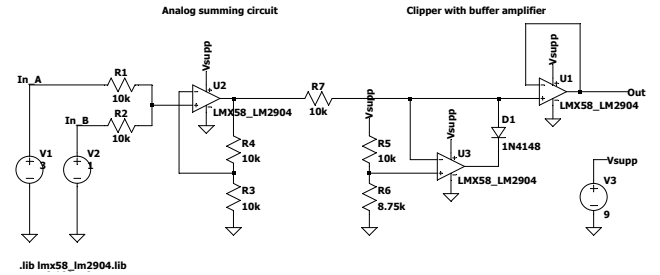 Analog summing circuit
Clipper with buffer amplifier
Vsupp
Vsupp
In_A
R1
10k
U2
LMX58_LM2904
R7
10k
Vsupp
U1
Out
LMX58_LM2904
In_B
R2
10k
D1
1N4148
Vsupp
V1
3
V2
1
R4
10k
R5
10k
U3
LMX58_LM2904
Vsupp
R3
10k
R6
8.75k
V3
9
.lib lmx58_lm2904.lib